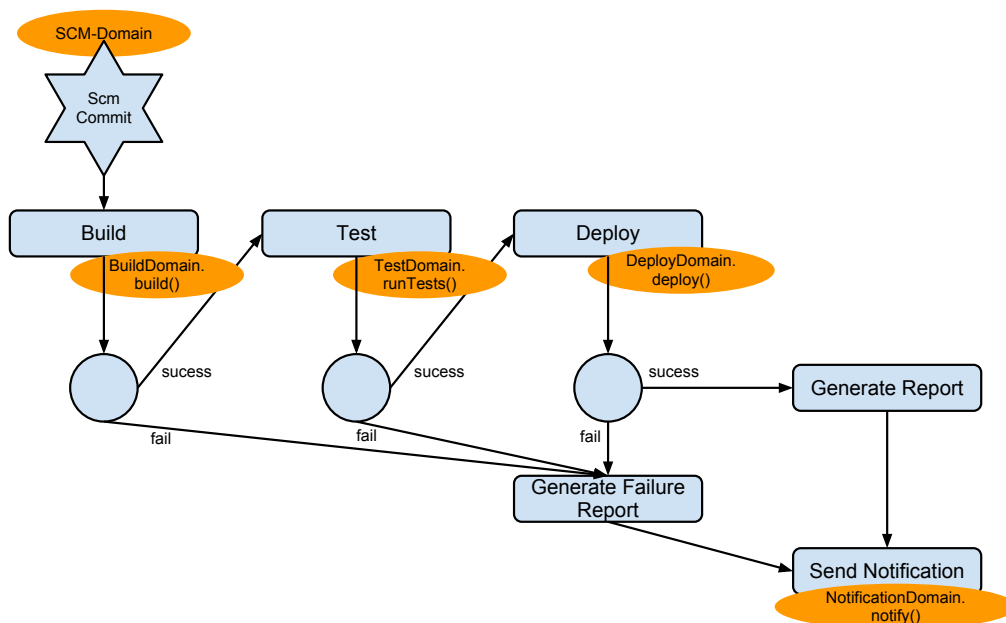 SCM-Domain
Scm
Commit
Build
Test
Deploy
BuildDomain.
build()
TestDomain.
runTests()
DeployDomain.
deploy()
sucess
sucess
sucess
Generate Report
fail
fail
fail
Generate Failure
Report
Send Notification
NotificationDomain.
notify()